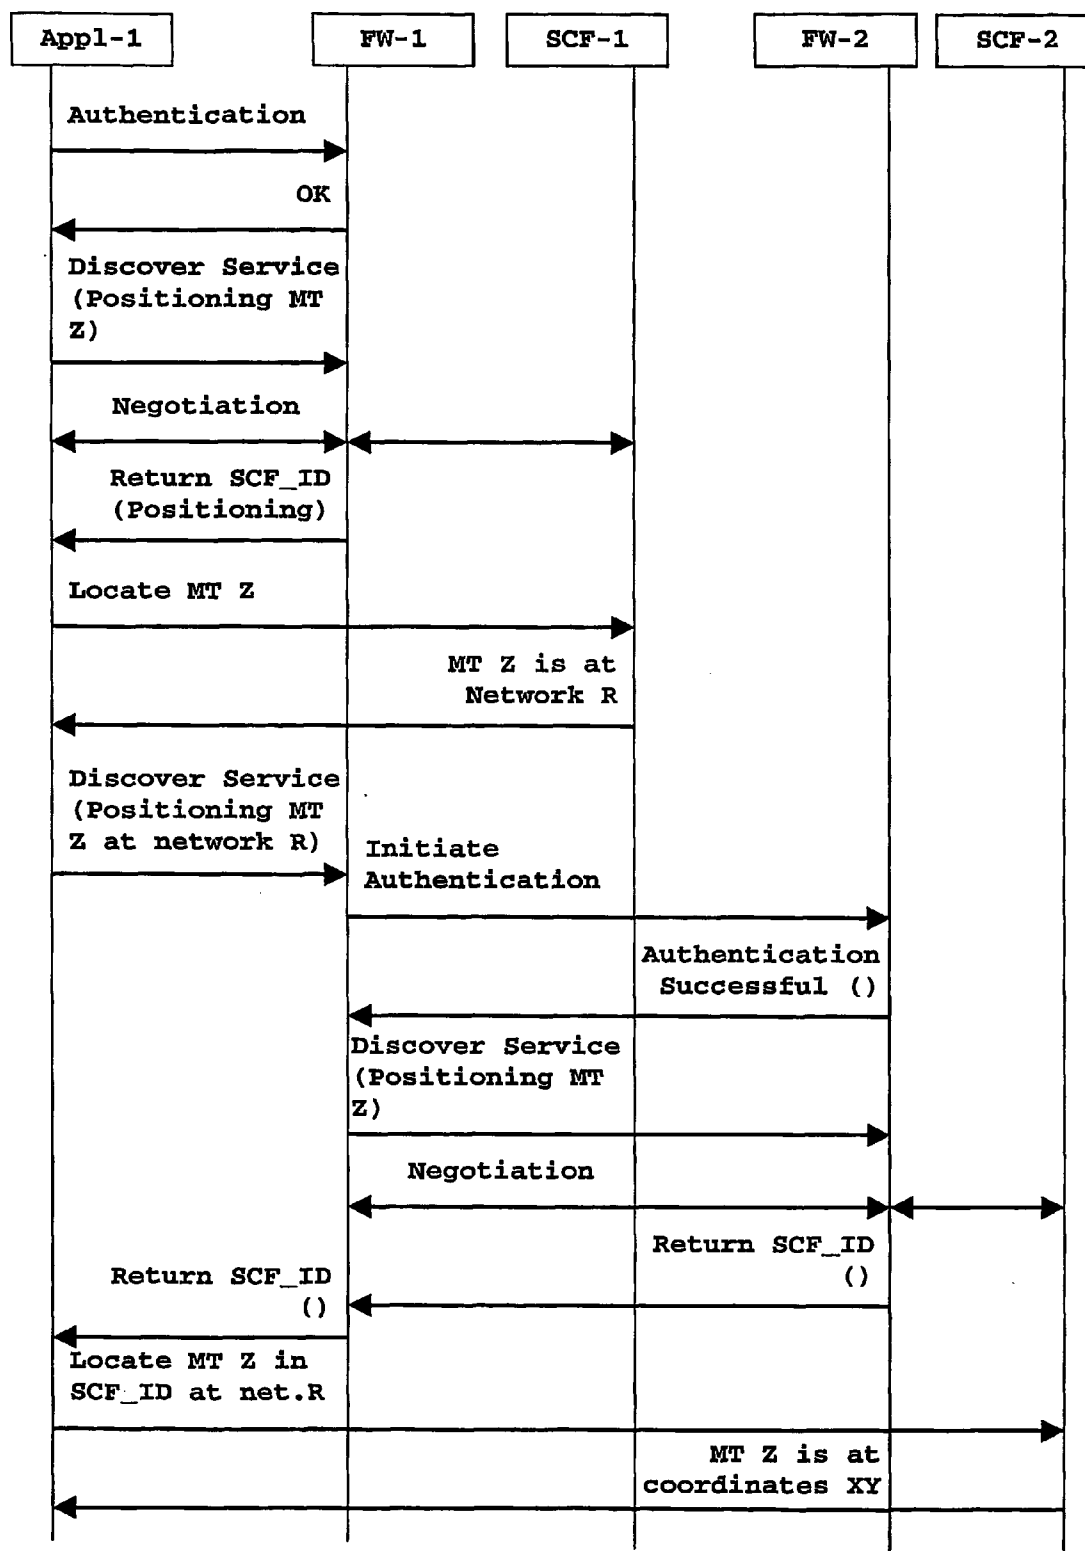 Appl-1
FW-1
SCF-1
FW-2
SCF-2
Authentication
OK
Discover Service
(Positioning MT
Z)
Negotiation
Return SCF_ID
(Positioning)
Locate MT Z
MT Z is at
Network R
Discover Service
(Positioning MT
Z at network R)
Initiate
Authentication
Authentication
Successful ()
Discover Service
(Positioning MT
Z)
Negotiation
Return SCF_ID
()
Return SCF_ID
()
Locate MT Z in
SCF_ID at net.R
MT Z is at
coordinates XY